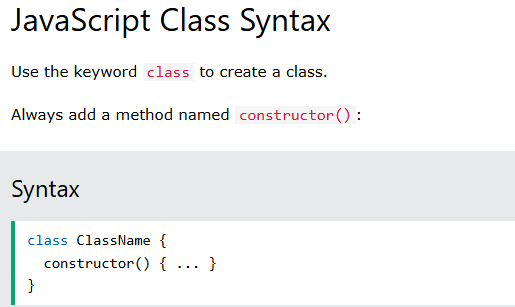 JavaScript Class Syntax
Use the keyword class to create a class.
Always add a method named constructor():
Syntax
class ClassName {
  constructor() { ... }
}